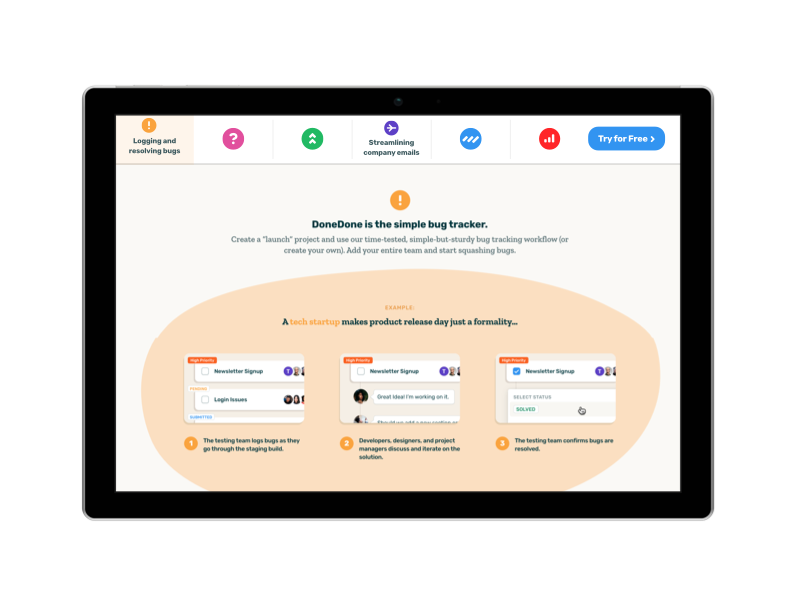 !
Logging and
resolving bugs
?
Streamlining
company emails
Try for Free >
!
DoneDone is the simple bug tracker.
Create a "launch" project and use our time-tested, simple-but-sturdy bug tracking workflow (or
create your own). Add your entire team and start squashing bugs.
EXAMPLE:
A tech startup makes product release day just a formality...
High Priority
Newsletter Signup
T
PENDING
Login Issues
SUBMITTED
1
The testing team logs bugs as they
go through the staging build.
High Priority
Newsletter Signup
T
Great Idea! I'm working on it.
Should we add a new section or
2
Developers, designers, and project
managers discuss and iterate on the
solution.
High Priority
Newsletter Signup
T
SELECT STATUS
SOLVED
3
The testing team confirms bugs are
resolved.